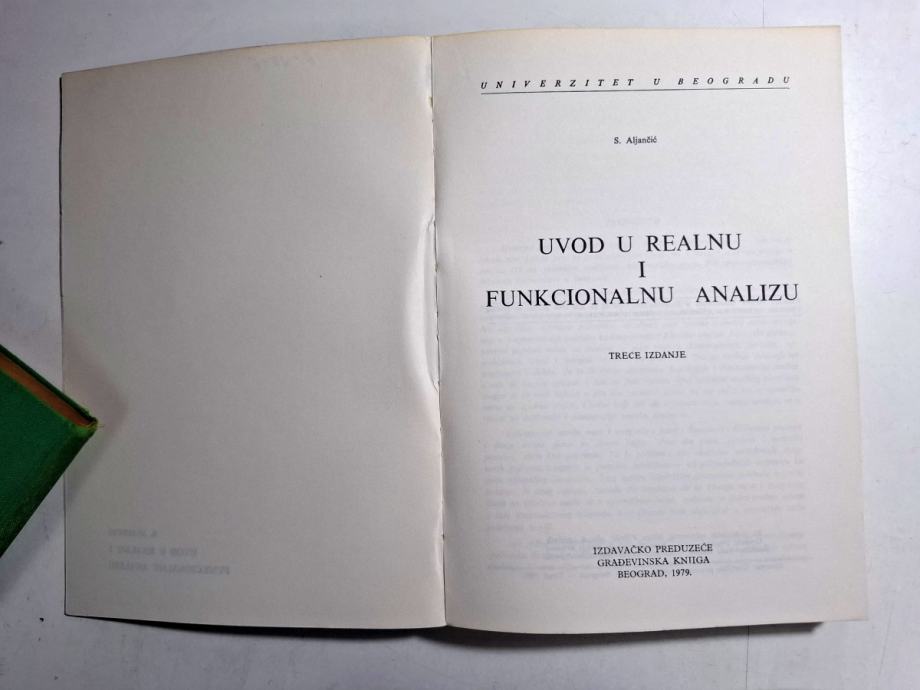 UNIVERZITET U BEOGRADU
S. Aljančić
UVOD U REALNU
I
FUNKCIONALNU ANALIZU
TREĆE IZDANJE
IZDAVAČKO PREDUZEĆE
GRAĐEVINSKA KNJIGA
BEOGRAD, 1979.